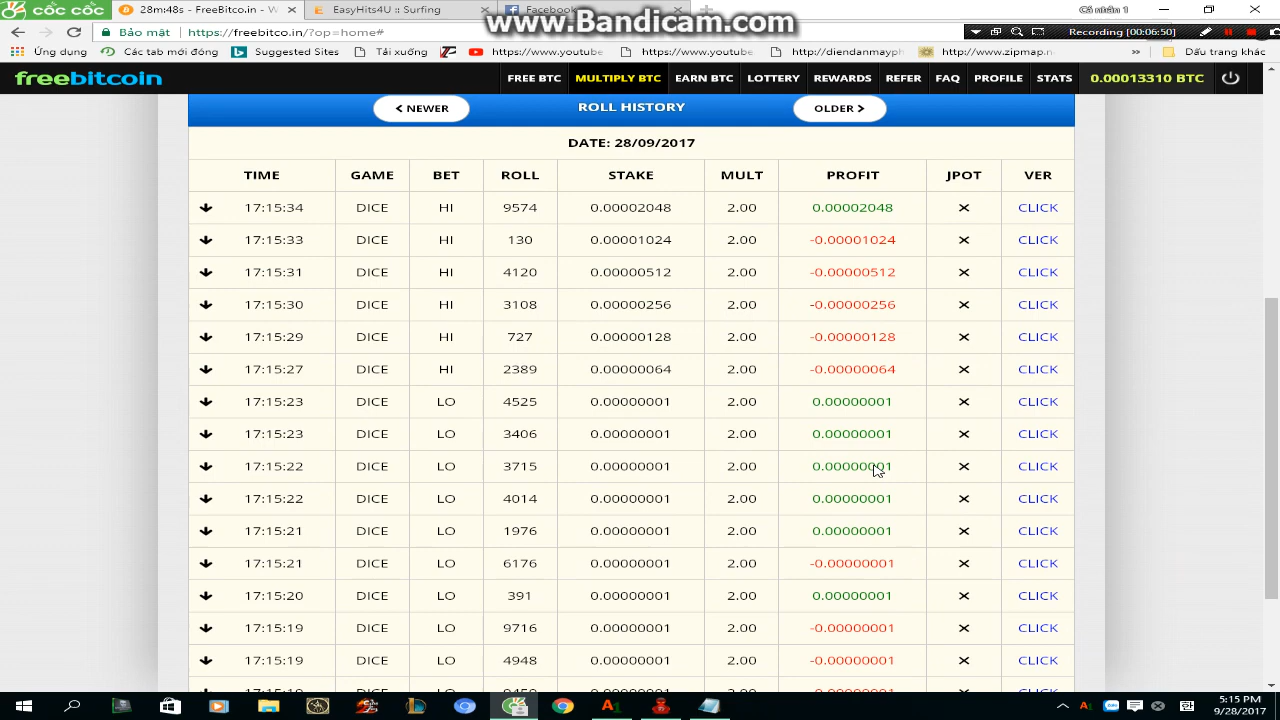 cốc cốc
28m:48s - FreeBitco.in - W
EasyHits4U :: Surfing
Facebook
www.Bandicam.com
Cá nhân 1
Bảo mật
https://freebitco.in/?op=home#
Recording [00:06:50]
Ứng dụng
Các tab mới đóng
Suggested Sites
Tải xuống
https://www.youtube
https://www.youtube
http://diendanmayph
http://www.zipmap.n
»
Dấu trang khác
freebitcoin
FREE BTC
MULTIPLY BTC
EARN BTC
LOTTERY
REWARDS
REFER
FAQ
PROFILE
STATS
0.00013310 BTC
< NEWER
ROLL HISTORY
OLDER >
DATE: 28/09/2017
TIME GAME BET ROLL STAKE MULT PROFIT JPOT VER
17:15:34 DICE HI 9574 0.00002048 2.00 0.00002048 CLICK
17:15:33 DICE HI 130 0.00001024 2.00 -0.00001024 CLICK
17:15:31 DICE HI 4120 0.00000512 2.00 -0.00000512 CLICK
17:15:30 DICE HI 3108 0.00000256 2.00 -0.00000256 CLICK
17:15:29 DICE HI 727 0.00000128 2.00 -0.00000128 CLICK
17:15:27 DICE HI 2389 0.00000064 2.00 -0.00000064 CLICK
17:15:23 DICE LO 4525 0.00000001 2.00 0.00000001 CLICK
17:15:23 DICE LO 3406 0.00000001 2.00 0.00000001 CLICK
17:15:22 DICE LO 3715 0.00000001 2.00 0.00000001 CLICK
17:15:22 DICE LO 4014 0.00000001 2.00 0.00000001 CLICK
17:15:21 DICE LO 1976 0.00000001 2.00 0.00000001 CLICK
17:15:21 DICE LO 6176 0.00000001 2.00 -0.00000001 CLICK
17:15:20 DICE LO 391 0.00000001 2.00 0.00000001 CLICK
17:15:19 DICE LO 9716 0.00000001 2.00 -0.00000001 CLICK
17:15:19 DICE LO 4948 0.00000001 2.00 -0.00000001 CLICK
5:15 PM
9/28/2017